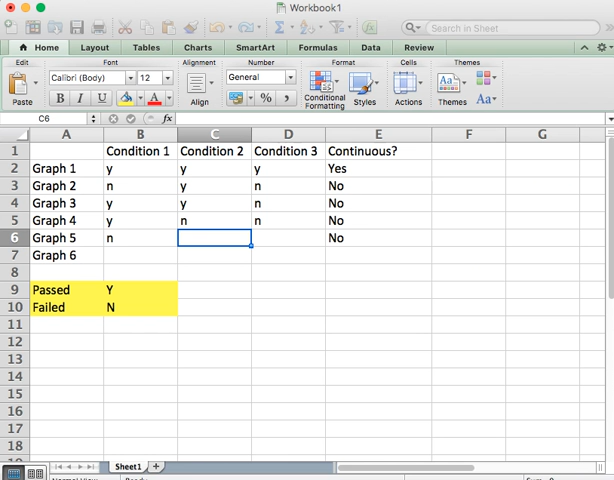 Workbook1
Search in Sheet
Home Layout Tables Charts SmartArt Formulas Data Review
Edit Font Alignment Number Format Cells Themes
Calibri (Body) 12 General
Paste B I U A Align % , Conditional Formatting Styles Actions Themes Aa
C6 fx
A B C D E F G
1 Condition 1 Condition 2 Condition 3 Continuous?
2 Graph 1 y y y Yes
3 Graph 2 n y n No
4 Graph 3 y y n No
5 Graph 4 y n n No
6 Graph 5 n No
7 Graph 6
8
9 Passed Y
10 Failed N
11
12
13
14
15
16
17
18
Sheet1
Normal View Ready